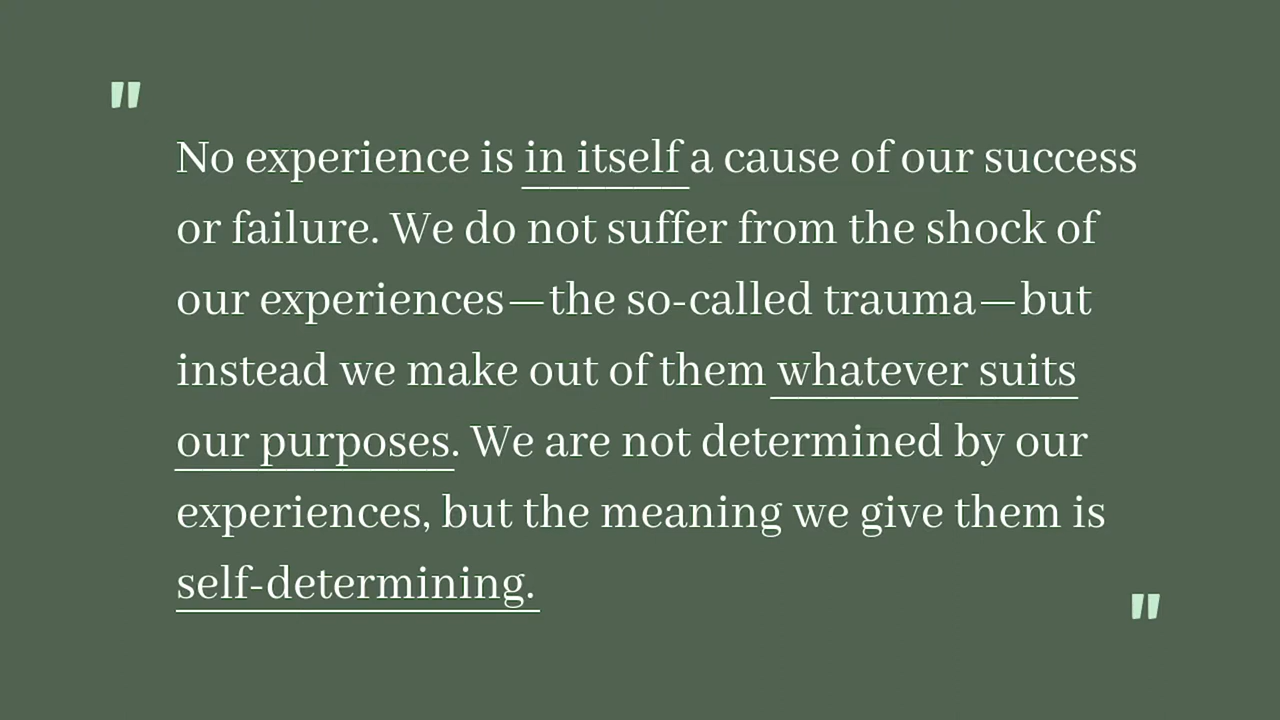 "
No experience is in itself a cause of our success
or failure. We do not suffer from the shock of
our experiences—the so-called trauma—but
instead we make out of them whatever suits
our purposes. We are not determined by our
experiences, but the meaning we give them is
self-determining.
"